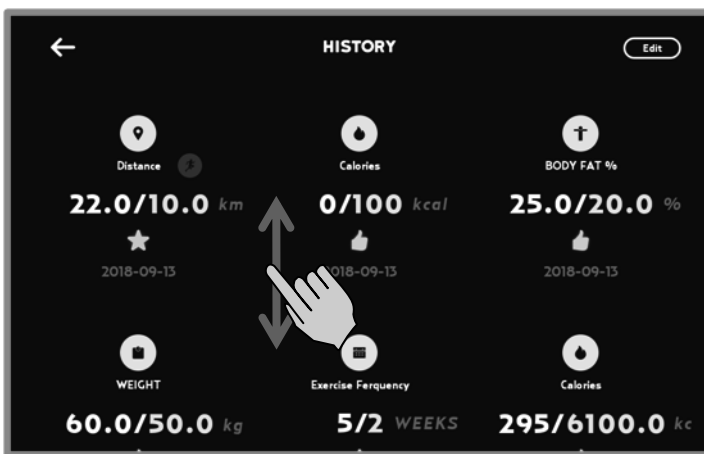 HISTORY
Edit
Distance
Calories
BODY FAT %
22.0/10.0 km
0/100 kcal
25.0/20.0 %
2018-09-13
2018-09-13
2018-09-13
WEIGHT
Exercise Ferquency
Calories
60.0/50.0 kg
5/2 WEEKS
295/6100.0 kc